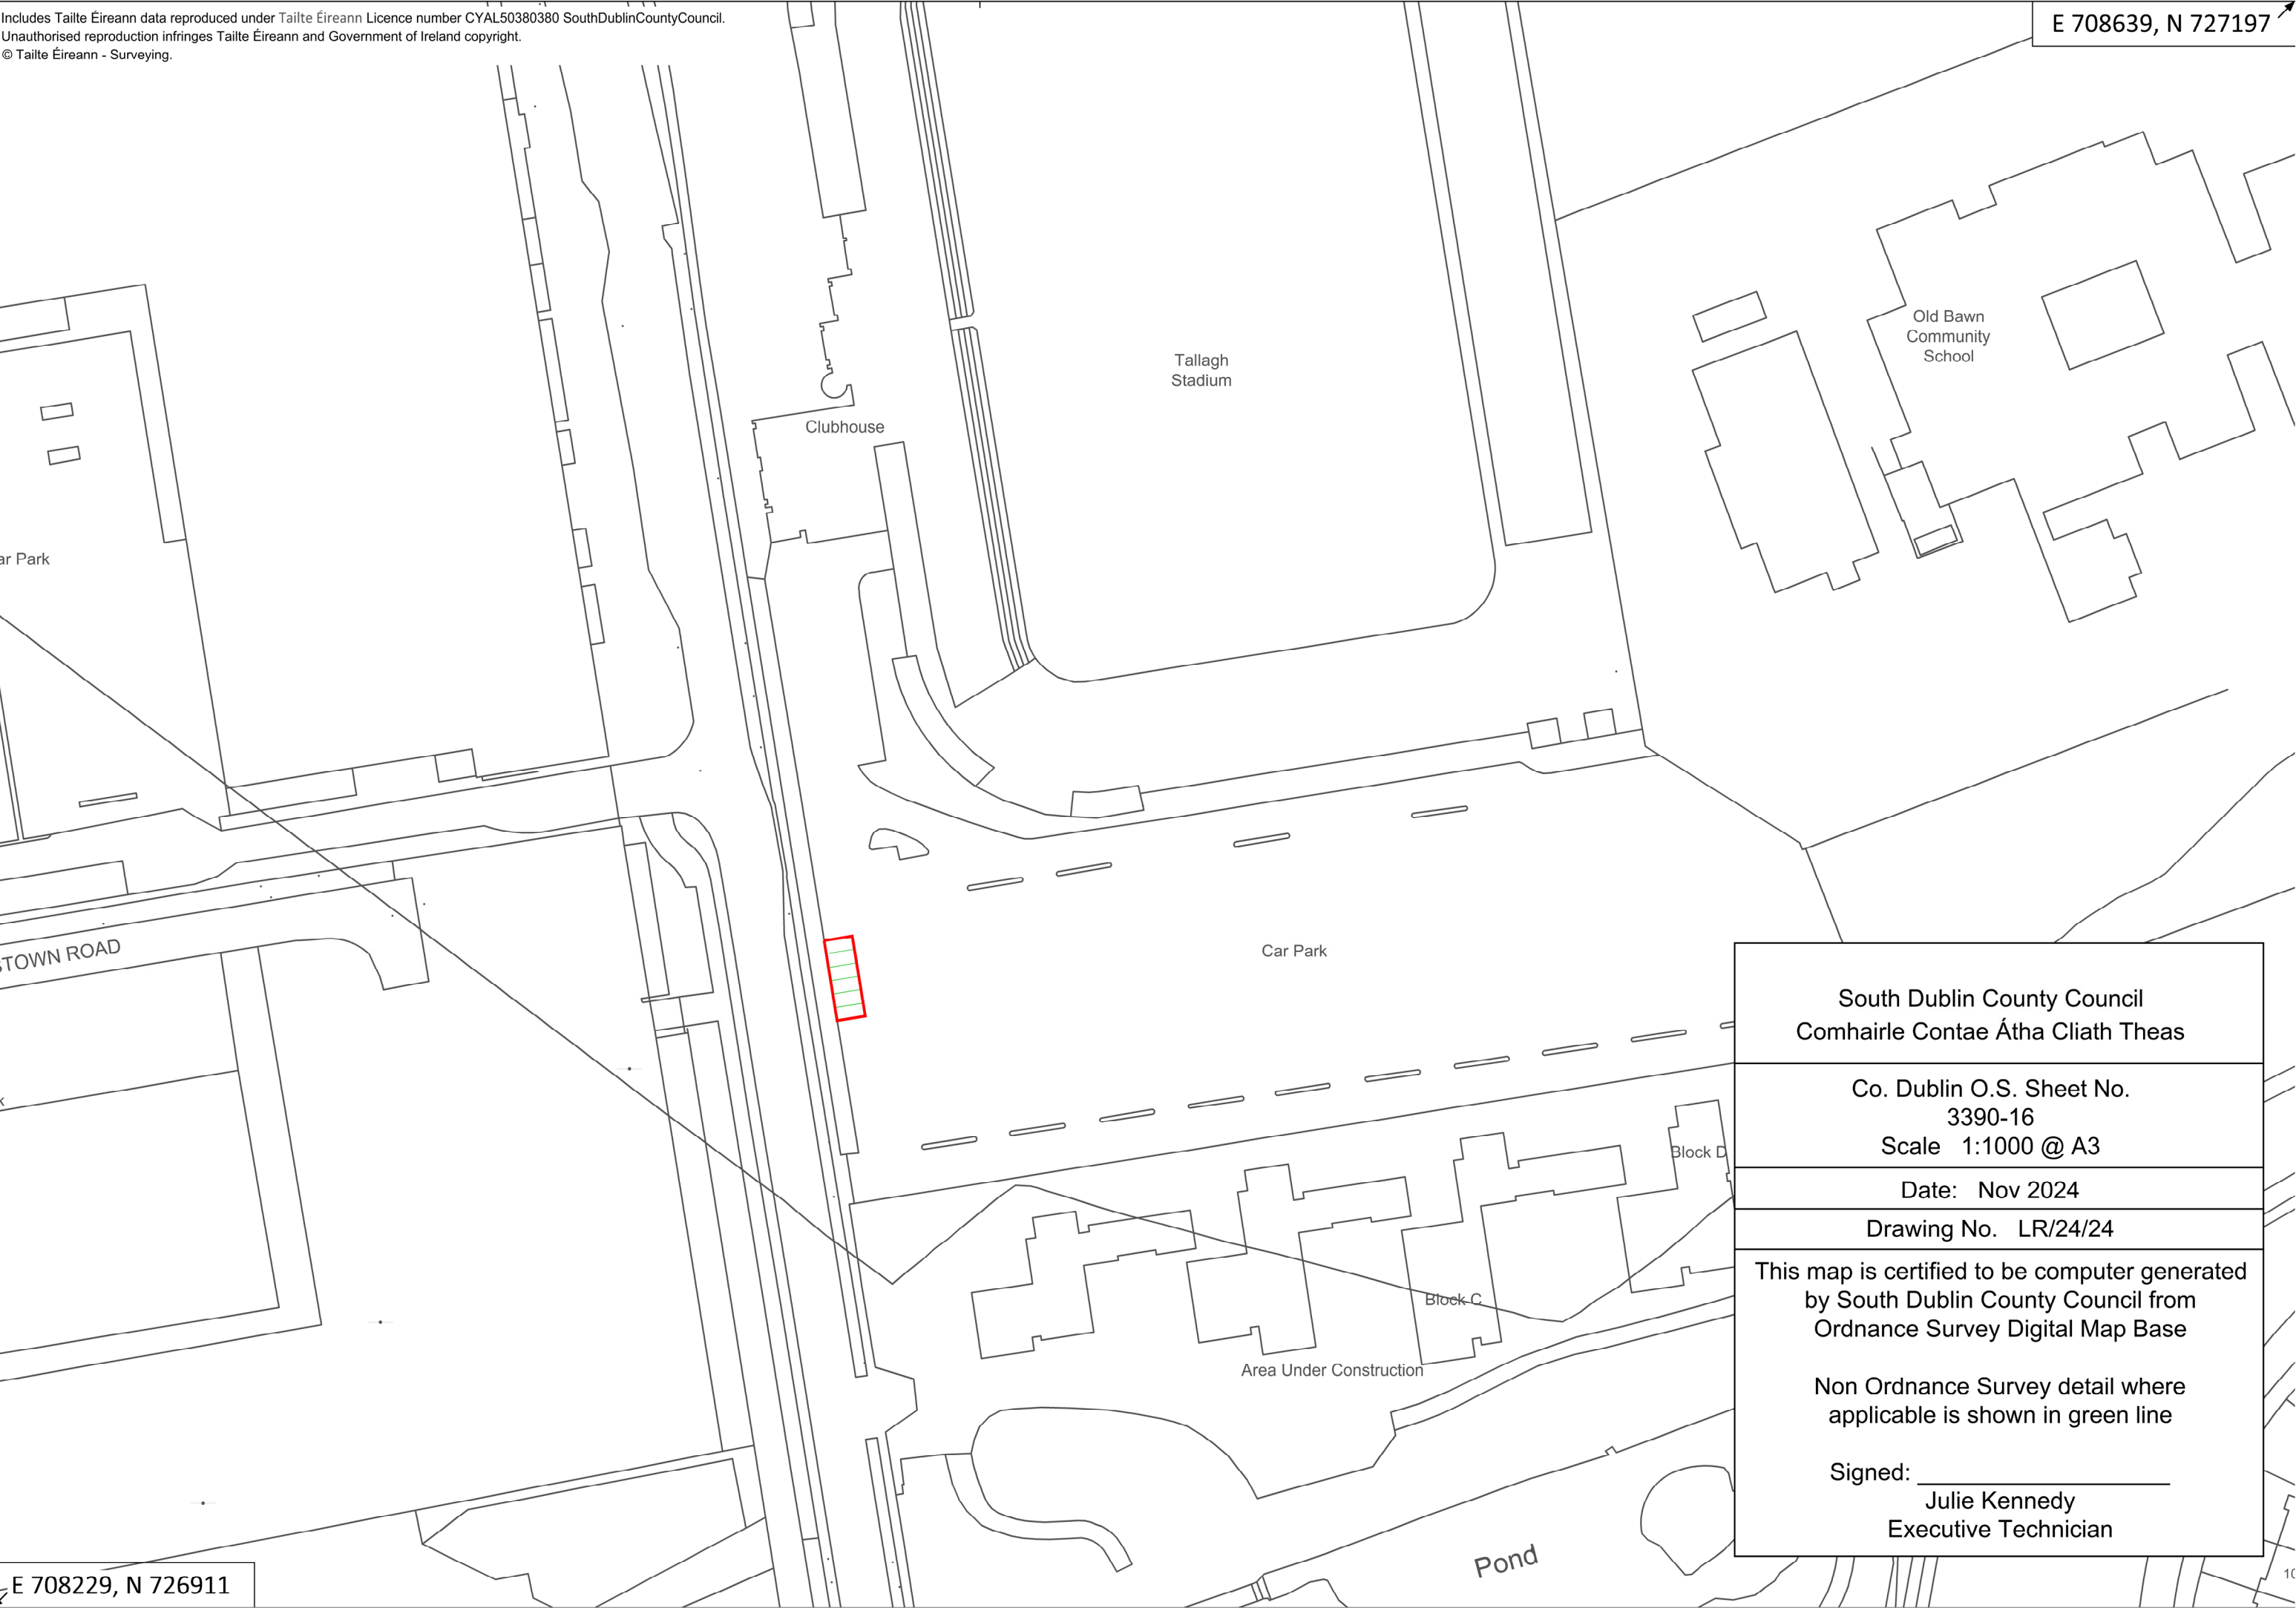 Includes Tailte Éireann data reproduced under Tailte Éireann Licence number CYAL50380380 SouthDublinCountyCouncil.
Unauthorised reproduction infringes Tailte Éireann and Government of Ireland copyright.
© Tailte Éireann - Surveying.
E 708639, N 727197
Old Bawn
Community
School
Tallagh
Stadium
Clubhouse
ar Park
STOWN ROAD
Car Park
k
Block D
Block C
Area Under Construction
Pond
10
South Dublin County Council
Comhairle Contae Átha Cliath Theas
Co. Dublin O.S. Sheet No.
3390-16
Scale 1:1000 @ A3
Date: Nov 2024
Drawing No. LR/24/24
This map is certified to be computer generated
by South Dublin County Council from
Ordnance Survey Digital Map Base
Non Ordnance Survey detail where
applicable is shown in green line
Signed:
Julie Kennedy
Executive Technician
E 708229, N 726911